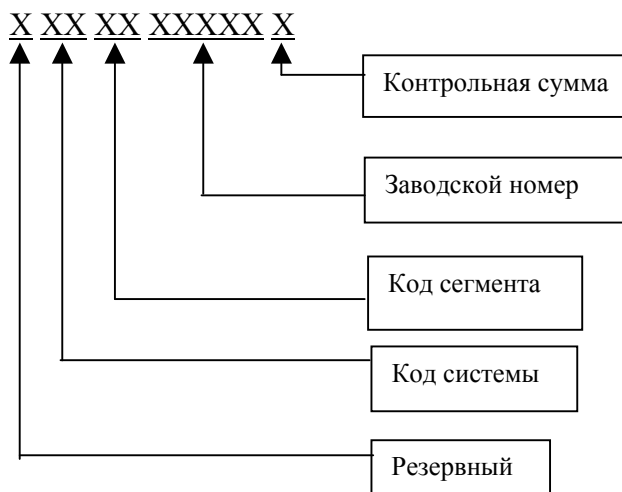 X XX XX XXXXX X
Контрольная сумма
Заводской номер
Код сегмента
Код системы
Резервный